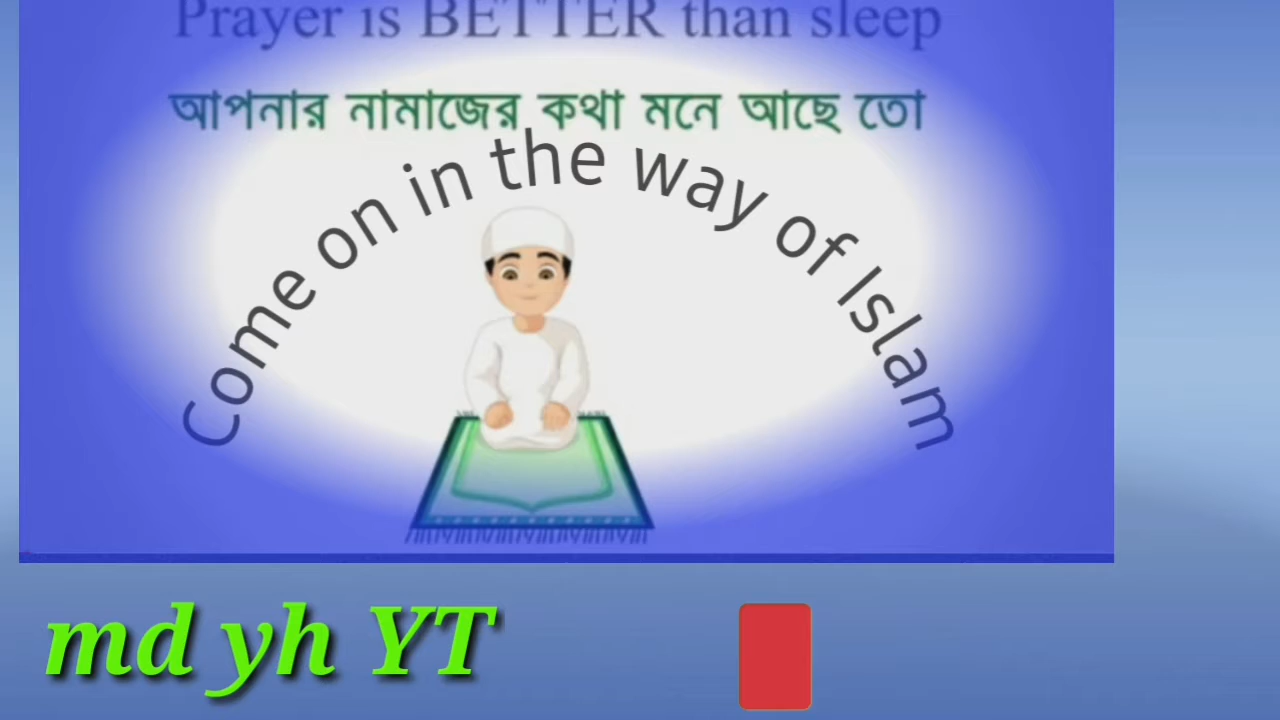 Prayer is BETTER than sleep
আপনার নামাজের কথা মনে আছে তো
Come on in the way of Islam
md yh YT